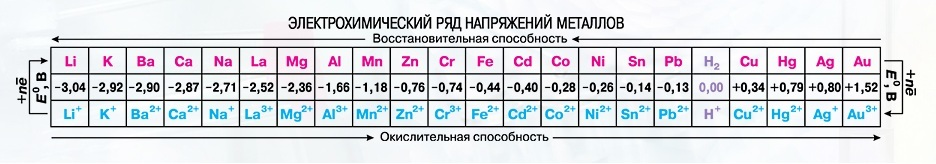 ЭЛЕКТРОХИМИЧЕСКИЙ РЯД НАПРЯЖЕНИЙ МЕТАЛЛОВ
Восстановительная способность
Li K Ba Ca Na La Mg Al Mn Zn Cr Fe Cd Co Ni Sn Pb H₂ Cu Hg Ag Au
+nē E⁰, В −3,04 −2,92 −2,90 −2,87 −2,71 −2,52 −2,36 −1,66 −1,18 −0,76 −0,74 −0,44 −0,40 −0,28 −0,26 −0,14 −0,13 0,00 +0,34 +0,79 +0,80 +1,52 E⁰, В +nē
Li⁺ K⁺ Ba²⁺ Ca²⁺ Na⁺ La³⁺ Mg²⁺ Al³⁺ Mn²⁺ Zn²⁺ Cr³⁺ Fe²⁺ Cd²⁺ Co²⁺ Ni²⁺ Sn²⁺ Pb²⁺ H⁺ Cu²⁺ Hg²⁺ Ag⁺ Au³⁺
Окислительная способность